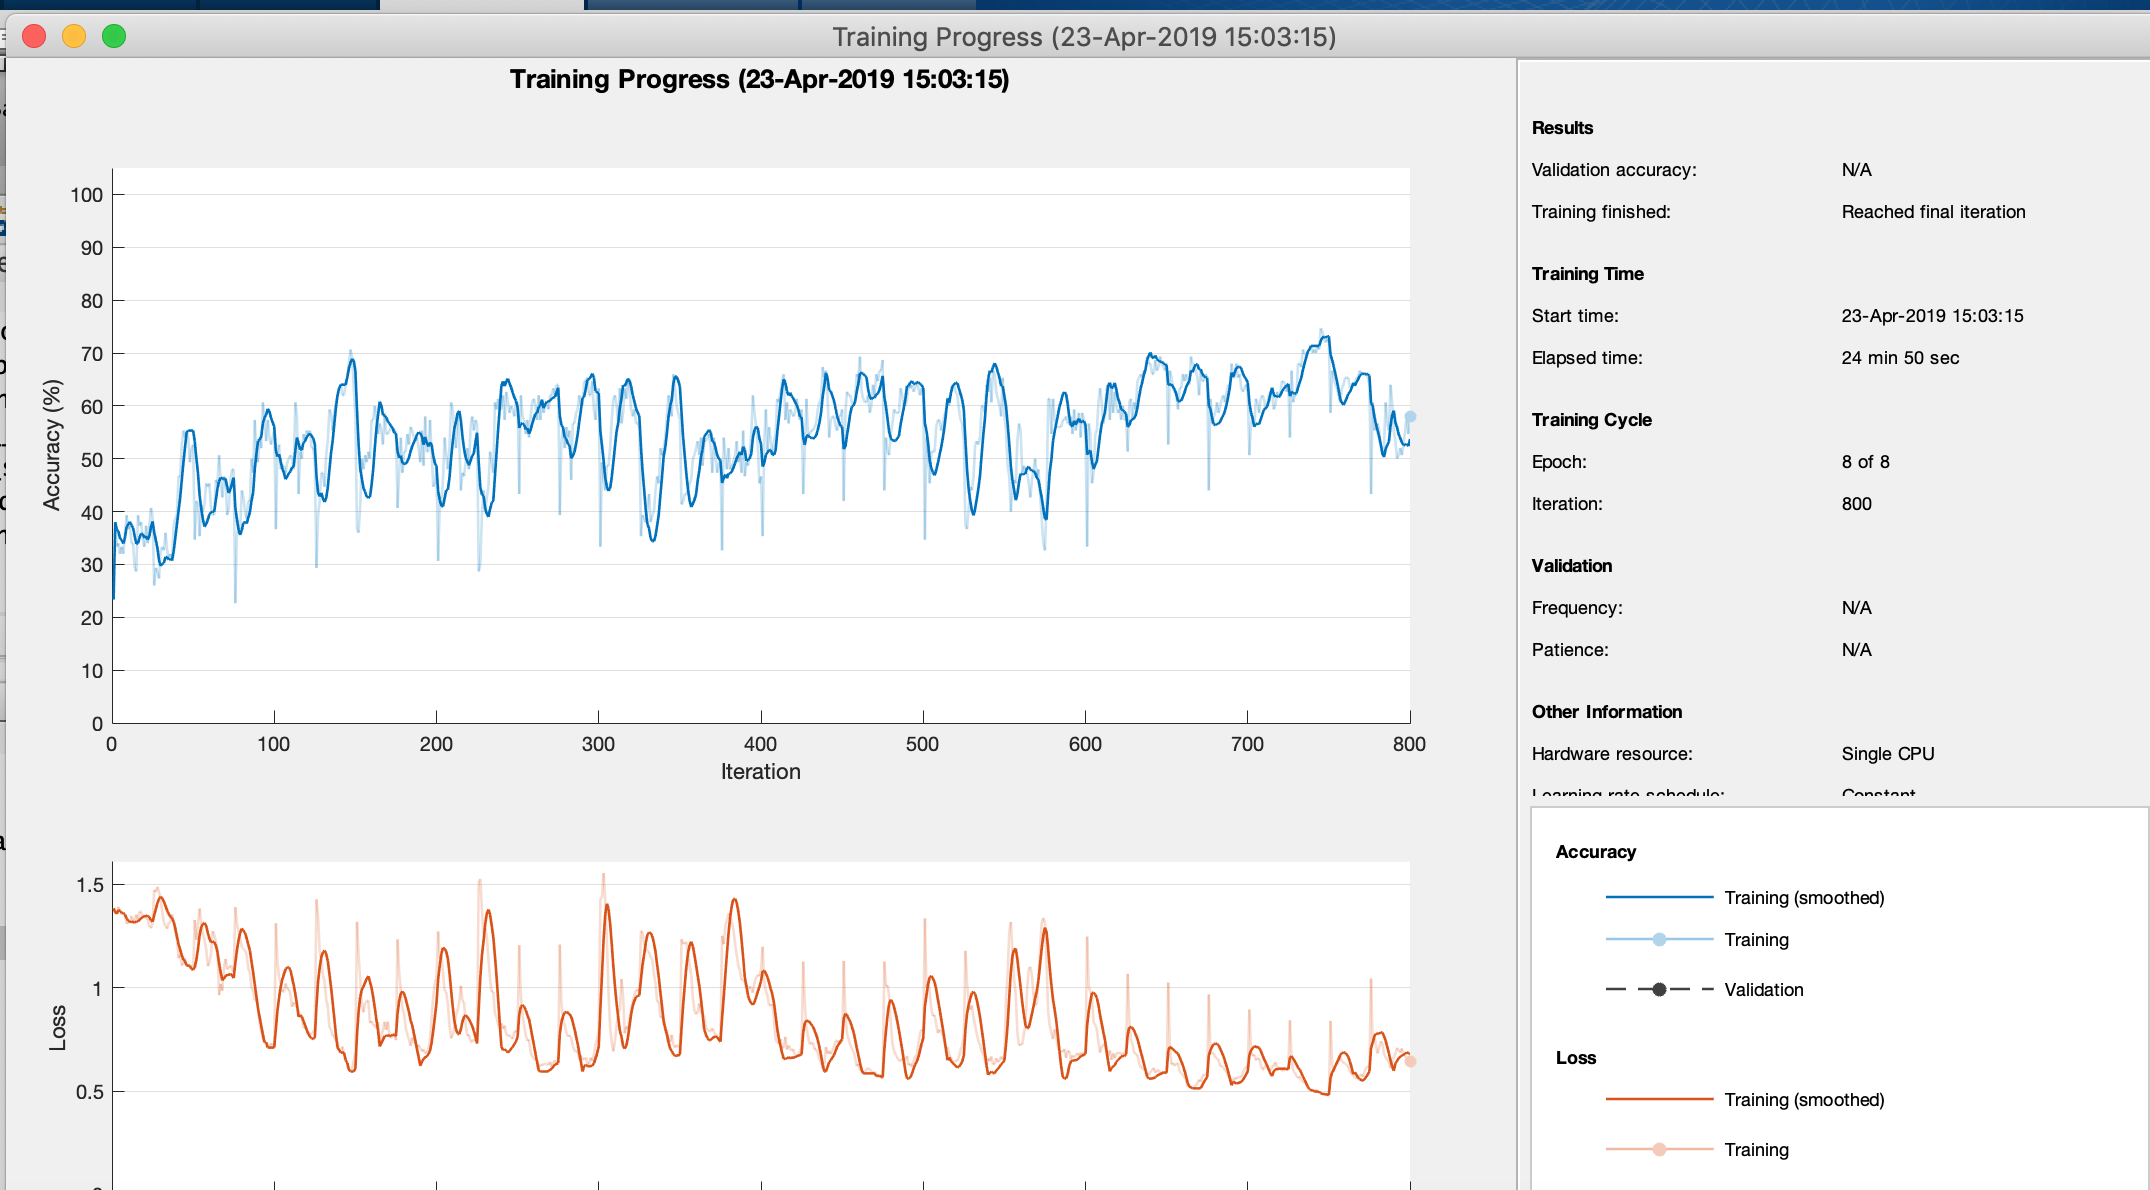 Training Progress (23-Apr-2019 15:03:15)
Training Progress (23-Apr-2019 15:03:15)
100
90
80
70
60
50
40
30
20
10
0
Accuracy (%)
0 100 200 300 400 500 600 700 800
Iteration
1.5
1
0.5
Loss
Results
Validation accuracy: N/A
Training finished: Reached final iteration
Training Time
Start time: 23-Apr-2019 15:03:15
Elapsed time: 24 min 50 sec
Training Cycle
Epoch: 8 of 8
Iteration: 800
Validation
Frequency: N/A
Patience: N/A
Other Information
Hardware resource: Single CPU
Learning rate schedule: Constant
Accuracy
Training (smoothed)
Training
Validation
Loss
Training (smoothed)
Training